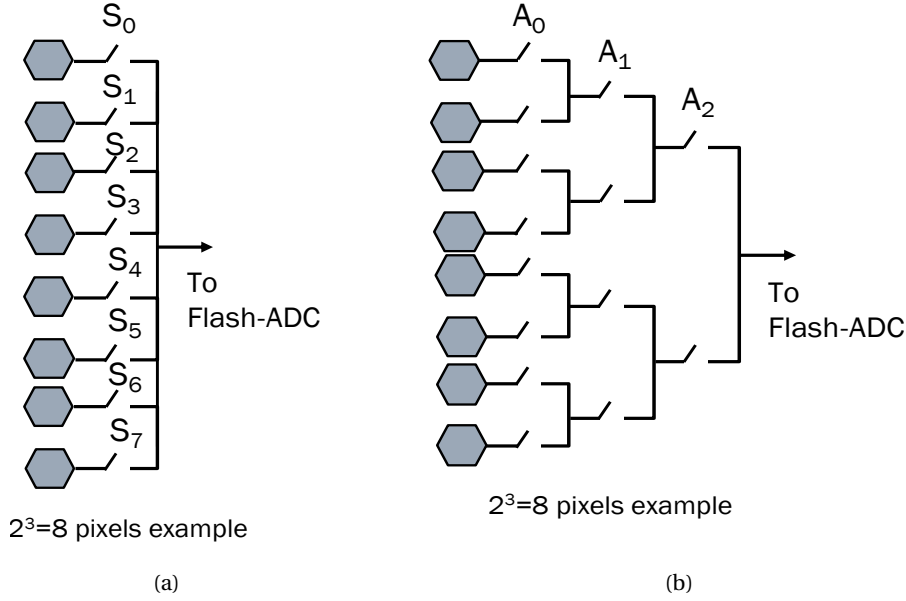 S₀
S₁
S₂
S₃
S₄
S₅
S₆
S₇
To
Flash-ADC
2³=8 pixels example
(a)
A₀
A₁
A₂
To
Flash-ADC
2³=8 pixels example
(b)